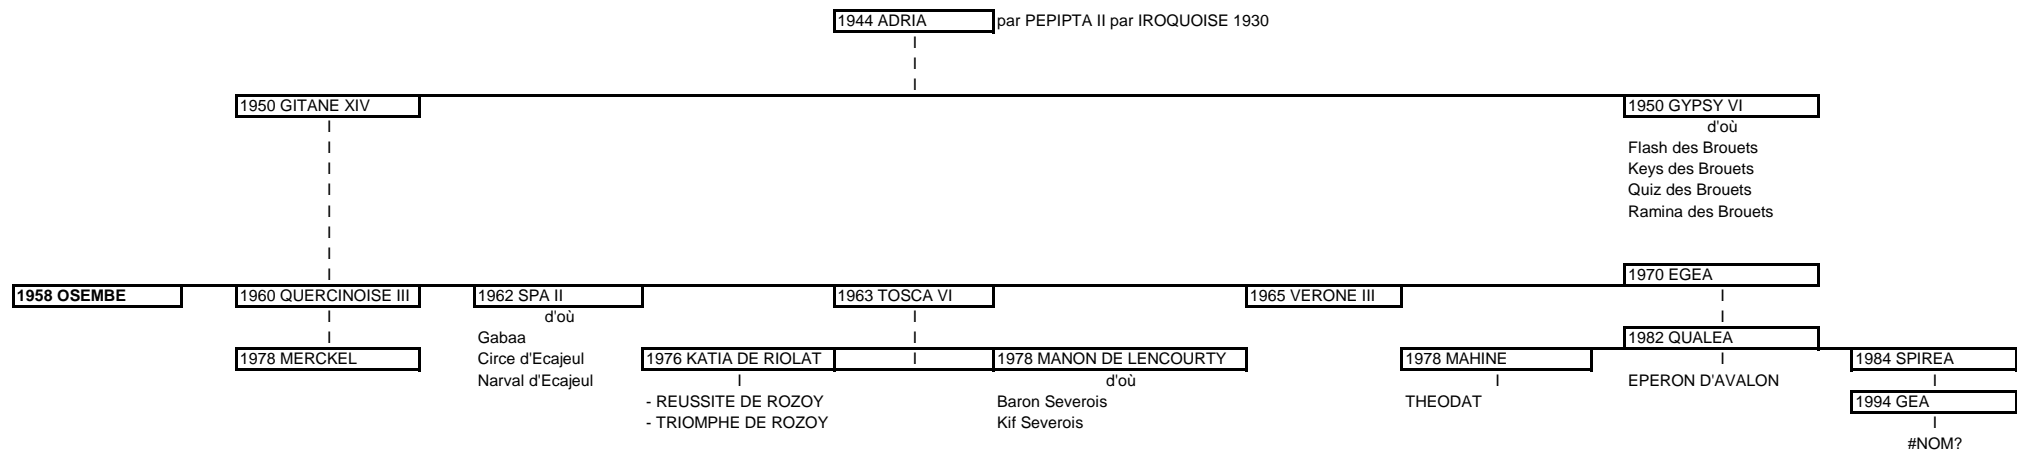 1944 ADRIA par PEPIPTA II par IROQUOISE 1930
1950 GITANE XIV 1950 GYPSY VI
d'où
Flash des Brouets
Keys des Brouets
Quiz des Brouets
Ramina des Brouets
1970 EGEA
1958 OSEMBE 1960 QUERCINOISE III 1962 SPA II 1963 TOSCA VI 1965 VERONE III
d'où
Gabaa 1982 QUALEA
1978 MERCKEL Circe d'Ecajeul 1976 KATIA DE RIOLAT 1978 MANON DE LENCOURTY 1978 MAHINE 1984 SPIREA
Narval d'Ecajeul d'où EPERON D'AVALON
- REUSSITE DE ROZOY Baron Severois THEODAT 1994 GEA
- TRIOMPHE DE ROZOY Kif Severois
#NOM?